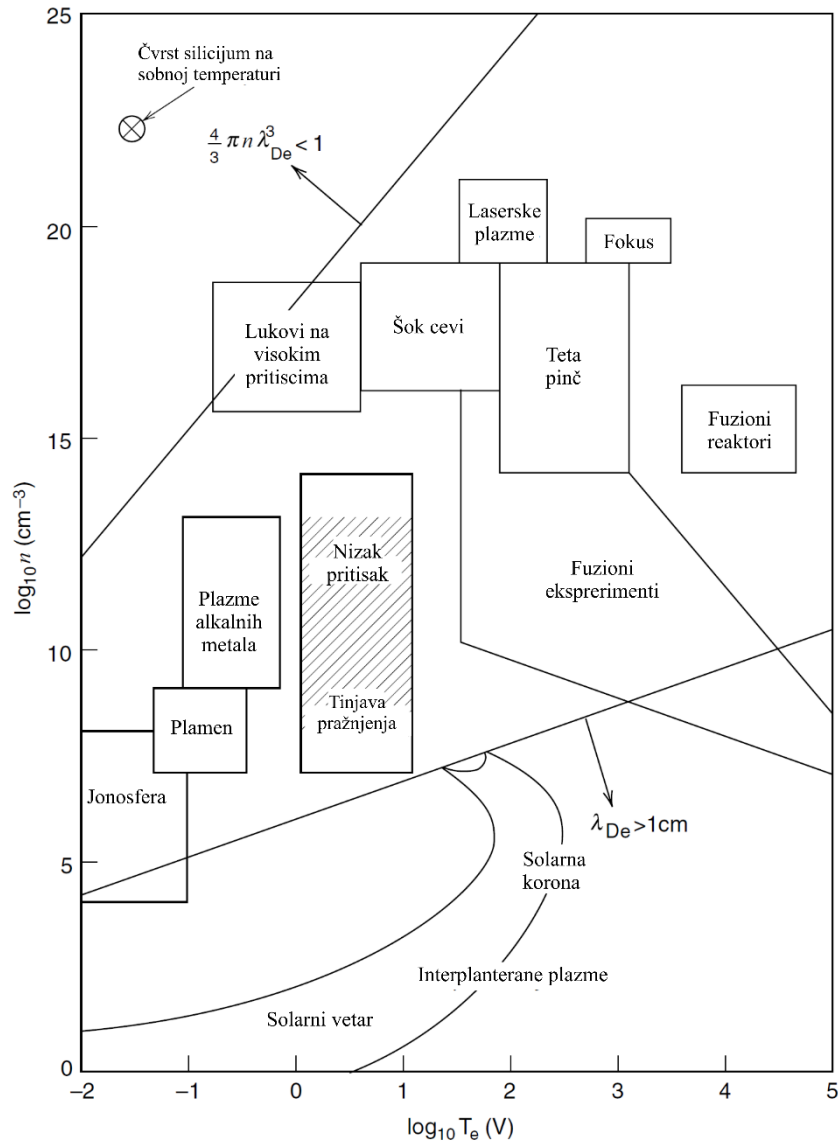 25
20
15
10
5
0
log₁₀ n (cm⁻³)
Čvrst silicijum na
sobnoj temperaturi
4/3 π n λ³De < 1
Laserske
plazme
Fokus
Lukovi na
visokim
pritiscima
Šok cevi
Teta
pinč
Fuzioni
reaktori
Nizak
pritisak
Plazme
alkalnih
metala
Fuzioni
eksprerimenti
Tinjava
pražnjenja
Plamen
Jonosfera
λDe > 1cm
Solarna
korona
Interplanterane plazme
Solarni vetar
−2 −1 0 1 2 3 4 5
log₁₀ Tₑ (V)